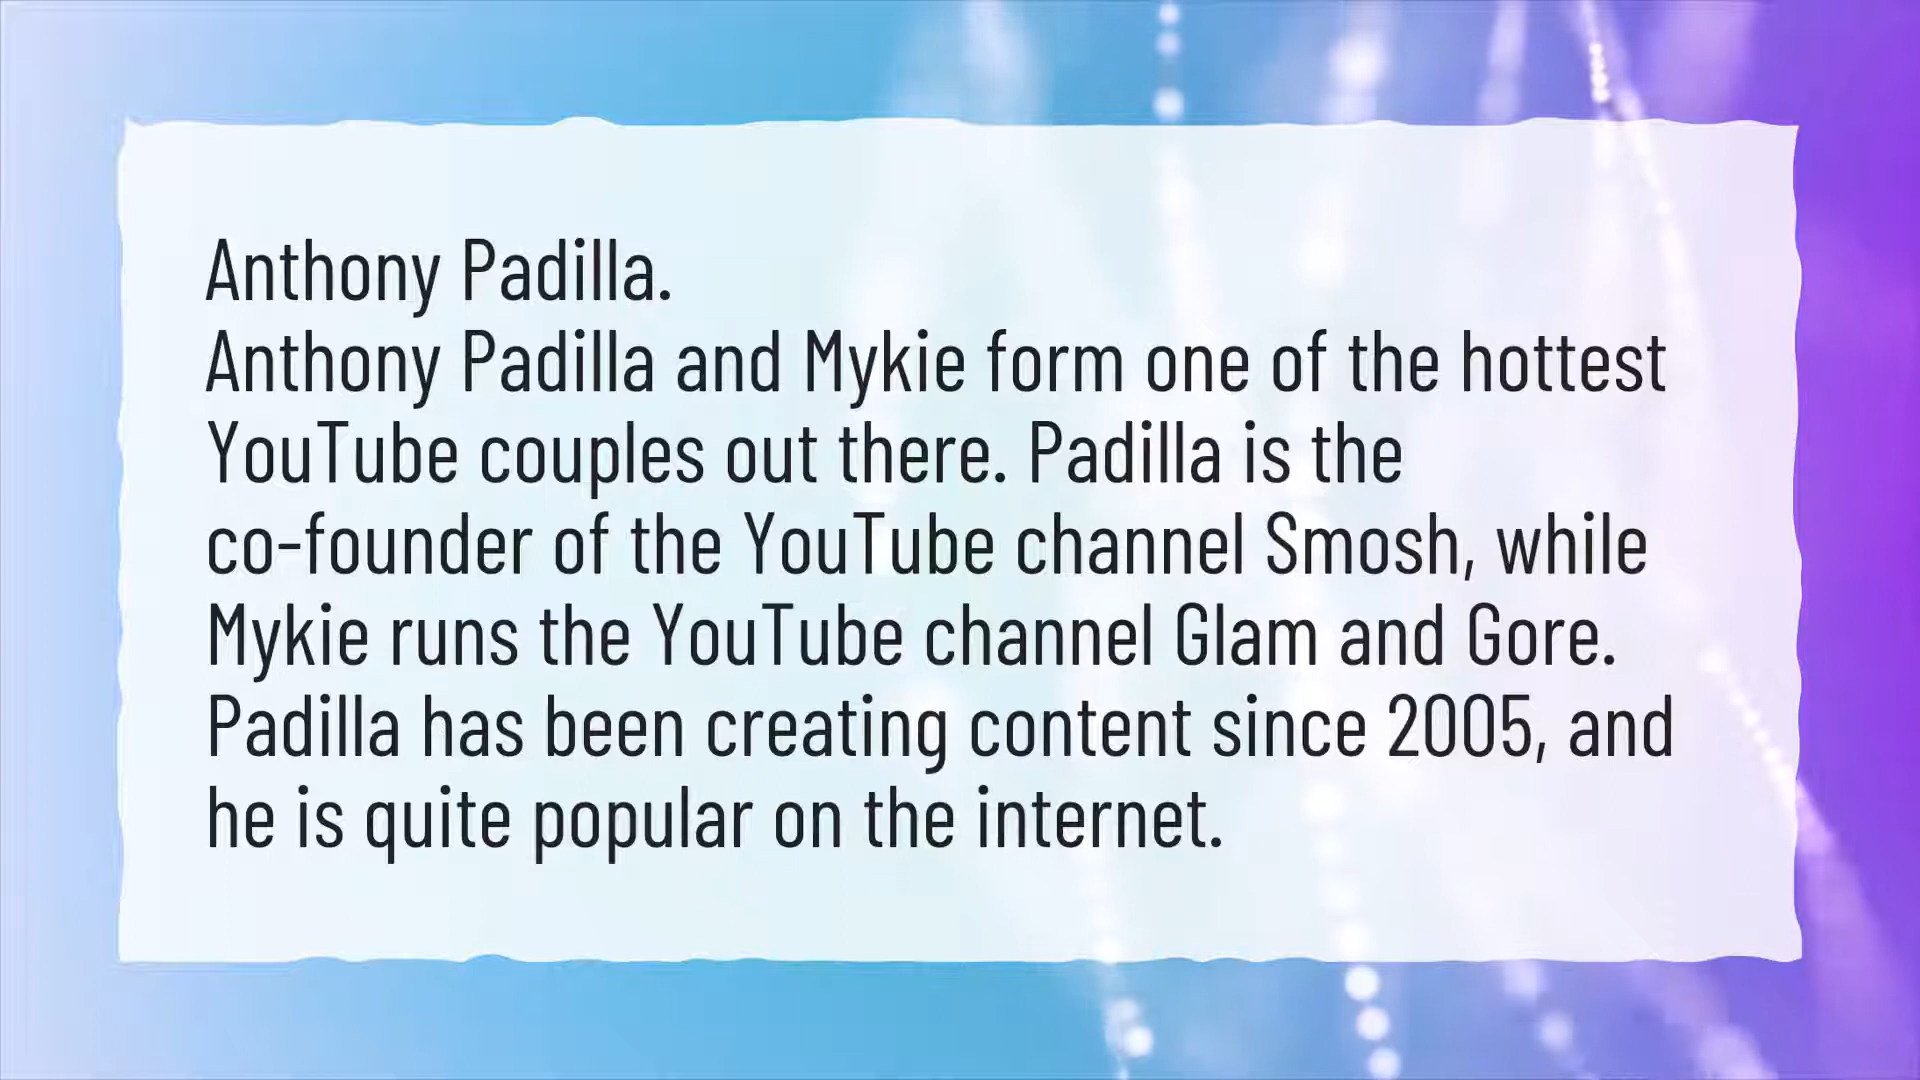 Anthony Padilla.
Anthony Padilla and Mykie form one of the hottest
YouTube couples out there. Padilla is the
co-founder of the YouTube channel Smosh, while
Mykie runs the YouTube channel Glam and Gore.
Padilla has been creating content since 2005, and
he is quite popular on the internet.